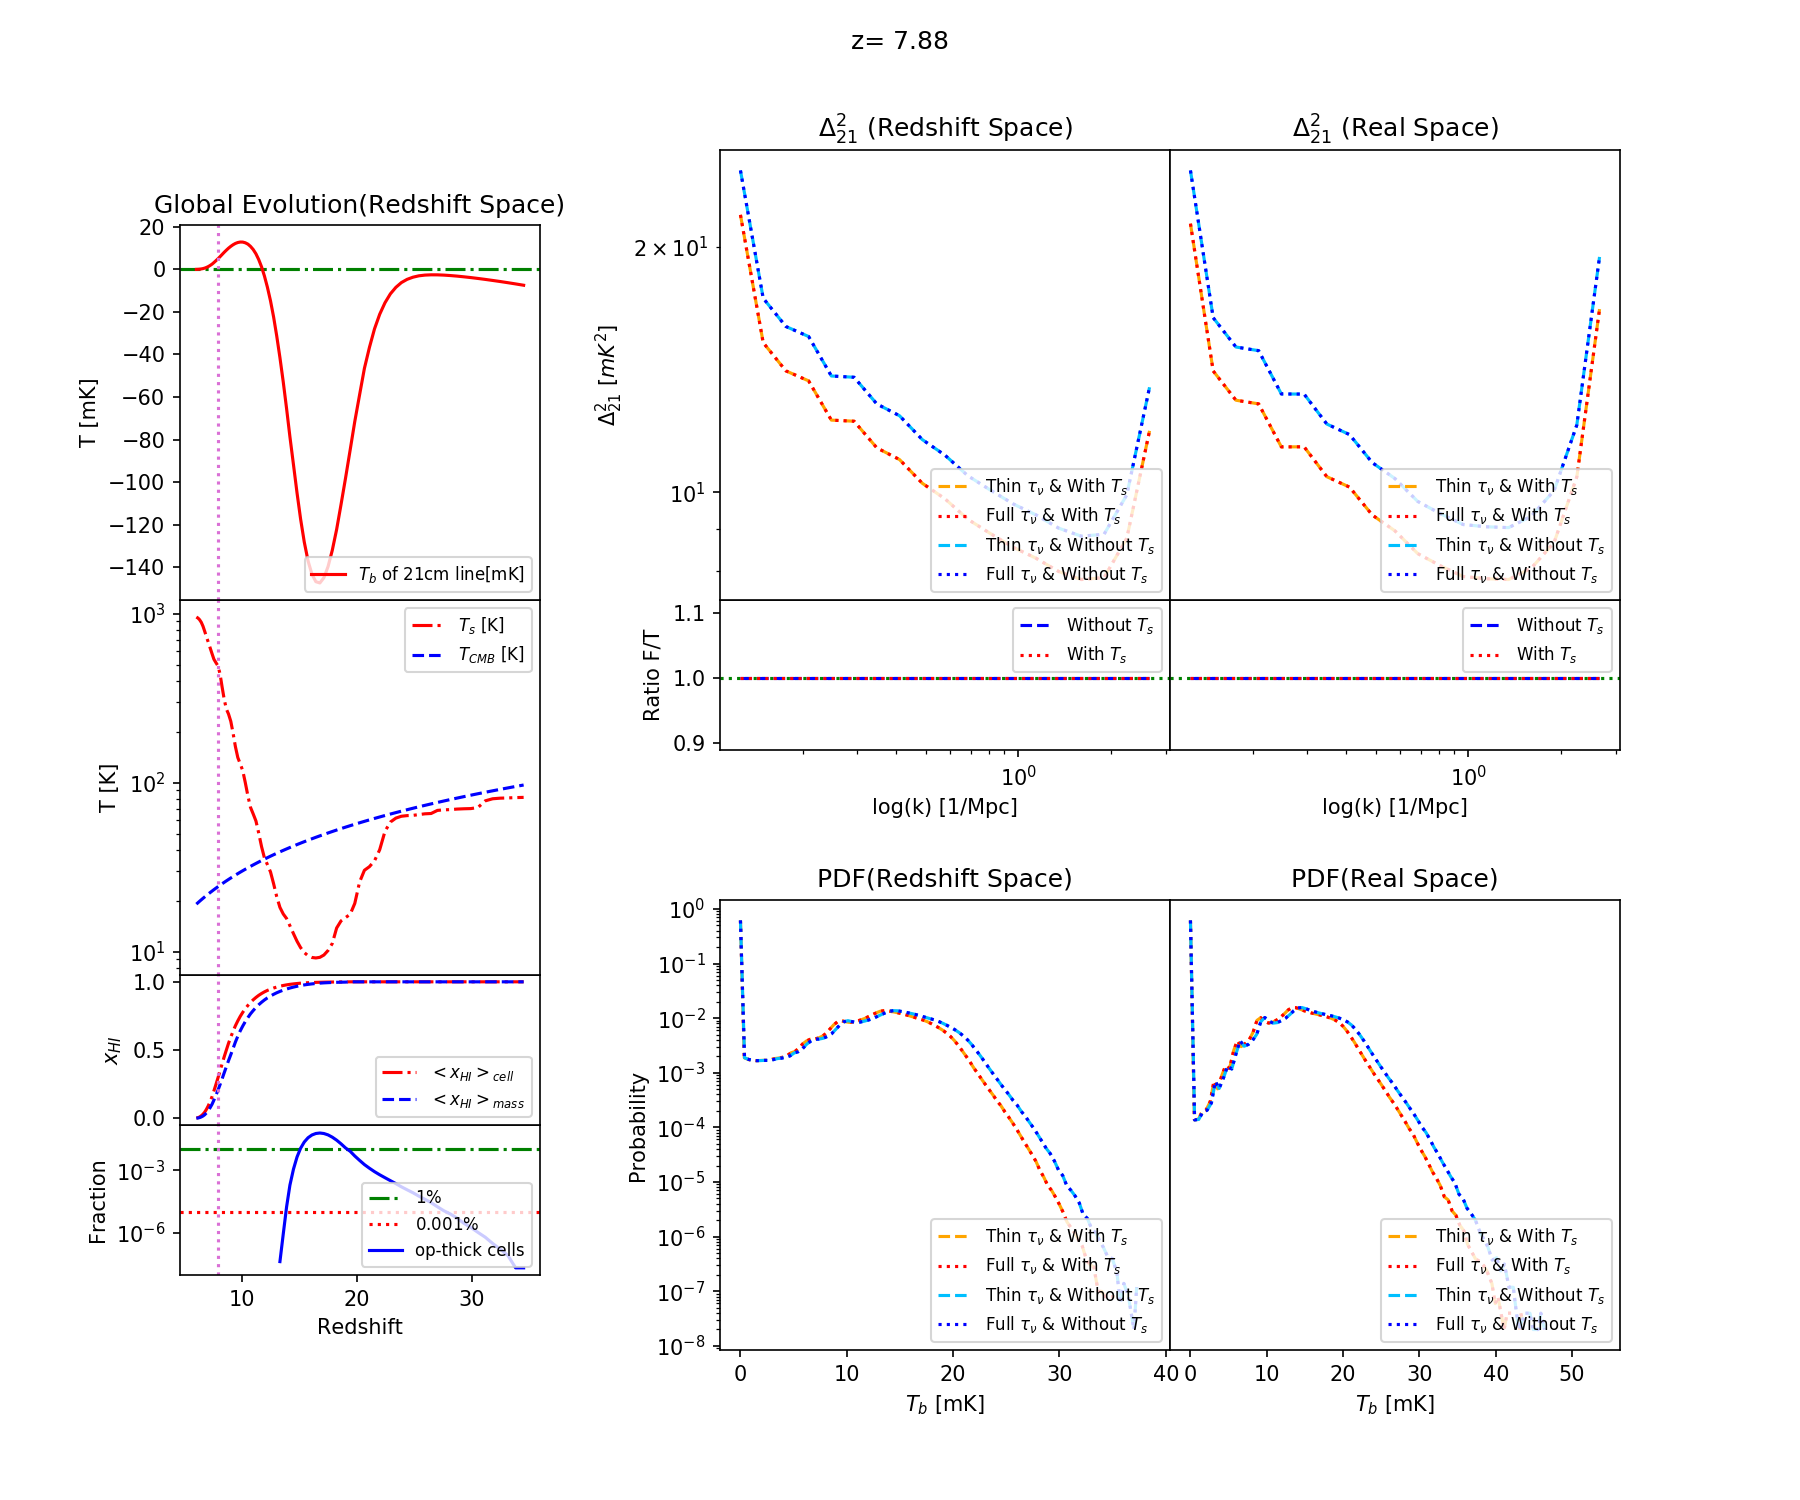 z= 7.88
Global Evolution(Redshift Space)
20
0
−20
−40
−60
−80
−100
−120
−140
T [mK]
T_b of 21cm line[mK]
10^3
10^2
10^1
T [K]
T_s [K]
T_CMB [K]
1.0
0.5
0.0
x_HI
< x_HI >_cell
< x_HI >_mass
10^−3
10^−6
Fraction
1%
0.001%
op-thick cells
10 20 30
Redshift
Δ^2_21 (Redshift Space)
Δ^2_21 (Real Space)
2 × 10^1
10^1
Δ^2_21 [mK^2]
Thin τ_ν & With T_s
Full τ_ν & With T_s
Thin τ_ν & Without T_s
Full τ_ν & Without T_s
Thin τ_ν & With T_s
Full τ_ν & With T_s
Thin τ_ν & Without T_s
Full τ_ν & Without T_s
1.1
1.0
0.9
Ratio F/T
Without T_s
With T_s
Without T_s
With T_s
10^0
10^0
log(k) [1/Mpc]
log(k) [1/Mpc]
PDF(Redshift Space)
PDF(Real Space)
10^0
10^−1
10^−2
10^−3
10^−4
10^−5
10^−6
10^−7
10^−8
Probability
Thin τ_ν & With T_s
Full τ_ν & With T_s
Thin τ_ν & Without T_s
Full τ_ν & Without T_s
Thin τ_ν & With T_s
Full τ_ν & With T_s
Thin τ_ν & Without T_s
Full τ_ν & Without T_s
0 10 20 30 40
0 10 20 30 40 50
T_b [mK]
T_b [mK]